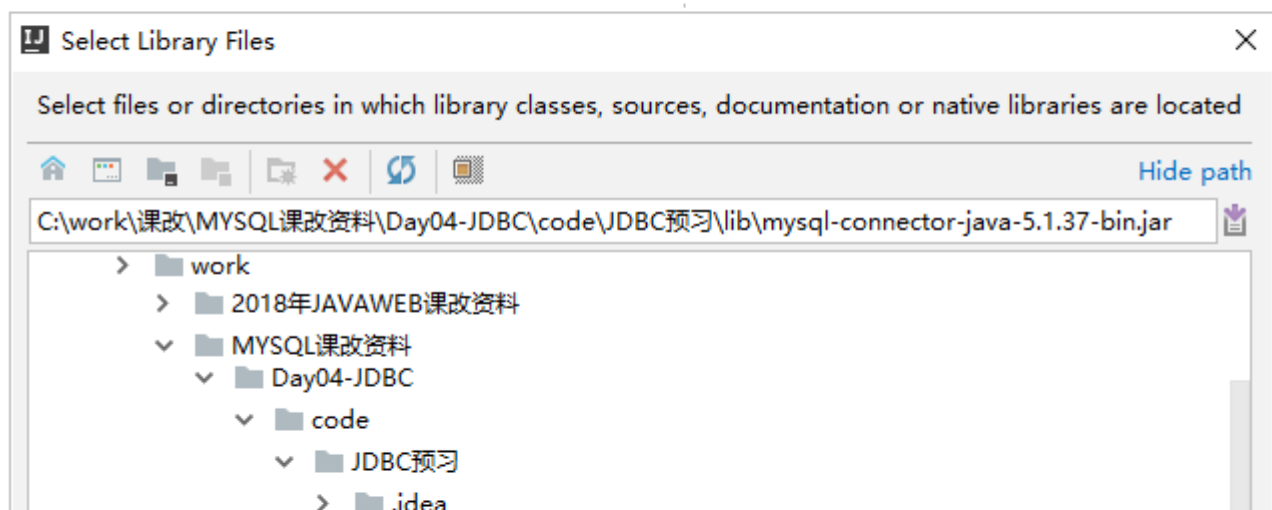 Select Library Files
Select files or directories in which library classes, sources, documentation or native libraries are located
Hide path
C:\work\课改\MYSQL课改资料\Day04-JDBC\code\JDBC预习\lib\mysql-connector-java-5.1.37-bin.jar
work
2018年JAVAWEB课改资料
MYSQL课改资料
Day04-JDBC
code
JDBC预习
.idea